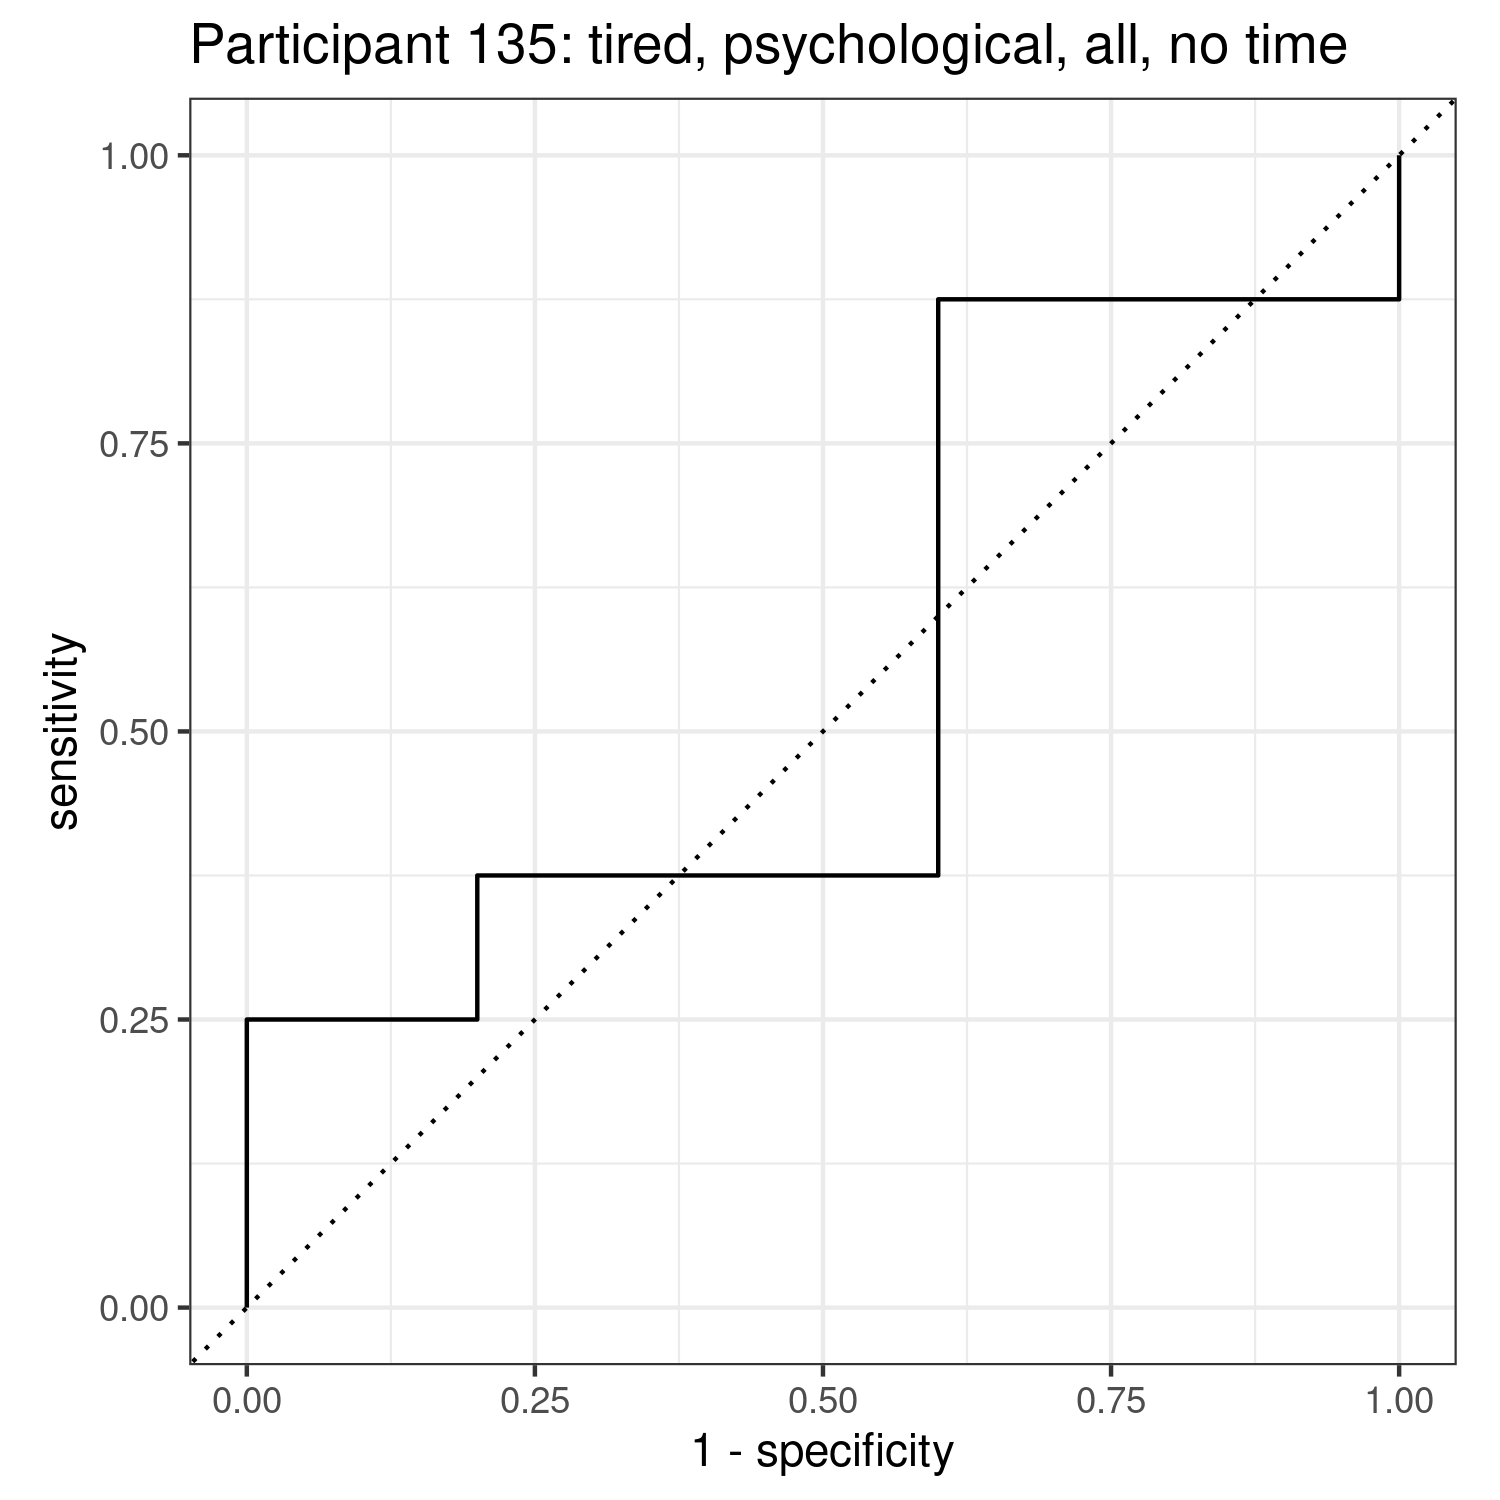 Participant 135: tired, psychological, all, no time
1.00
0.75
0.50
0.25
0.00
sensitivity
0.00 0.25 0.50 0.75 1.00
1 - specificity